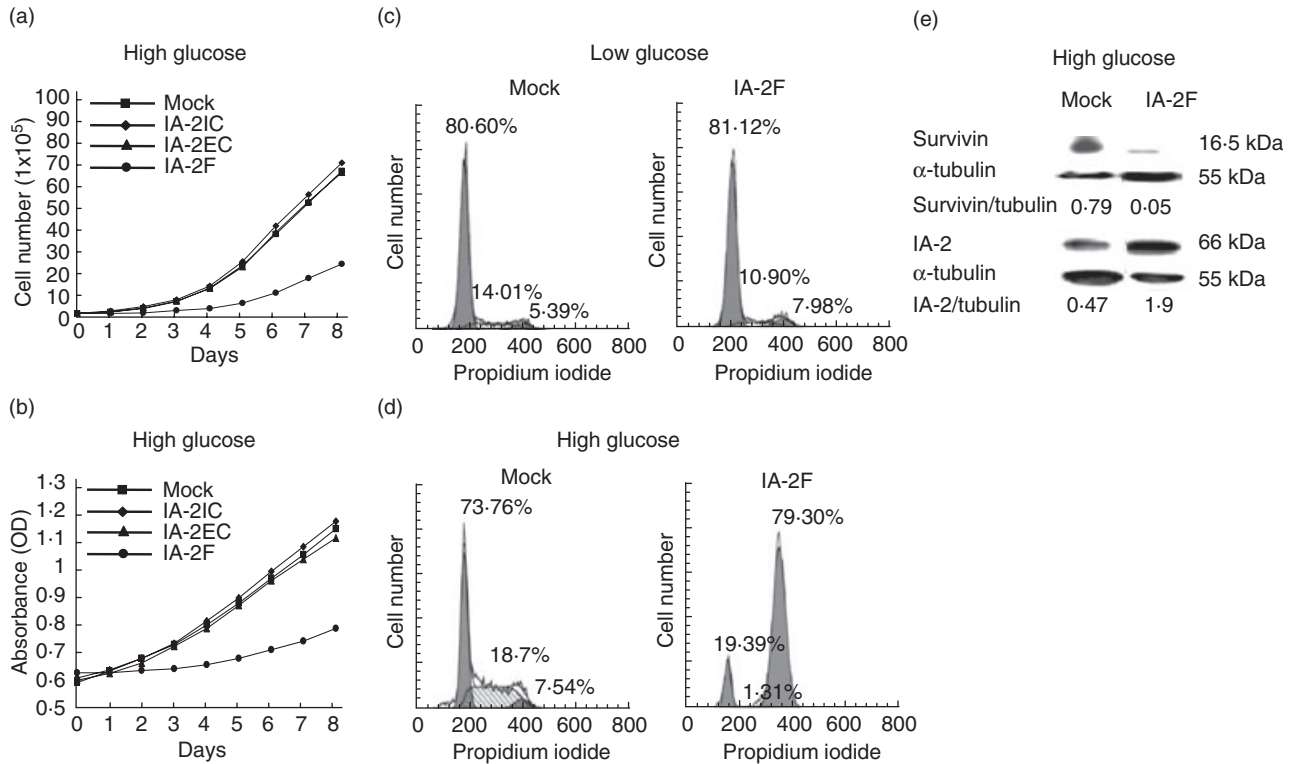 (a)
High glucose
100
90
80
70
60
50
40
30
20
10
0
Cell number (1x10⁵)
Mock
IA-2IC
IA-2EC
IA-2F
0 1 2 3 4 5 6 7 8
Days
(b)
High glucose
1·3
1·2
1·1
1
0·9
0·8
0·7
0·6
0·5
Absorbance (OD)
Mock
IA-2IC
IA-2EC
IA-2F
0 1 2 3 4 5 6 7 8
Days
(c)
Low glucose
Mock
Cell number
80·60%
14·01%
5·39%
0 200 400 600 800
Propidium iodide
IA-2F
Cell number
81·12%
10·90%
7·98%
0 200 400 600 800
Propidium iodide
(d)
High glucose
Mock
Cell number
73·76%
18·7%
7·54%
0 200 400 600 800
Propidium iodide
IA-2F
Cell number
79·30%
19·39%
1·31%
0 200 400 600 800
Propidium iodide
(e)
High glucose
Mock IA-2F
Survivin 16·5 kDa
α-tubulin 55 kDa
Survivin/tubulin 0·79 0·05
IA-2 66 kDa
α-tubulin 55 kDa
IA-2/tubulin 0·47 1·9